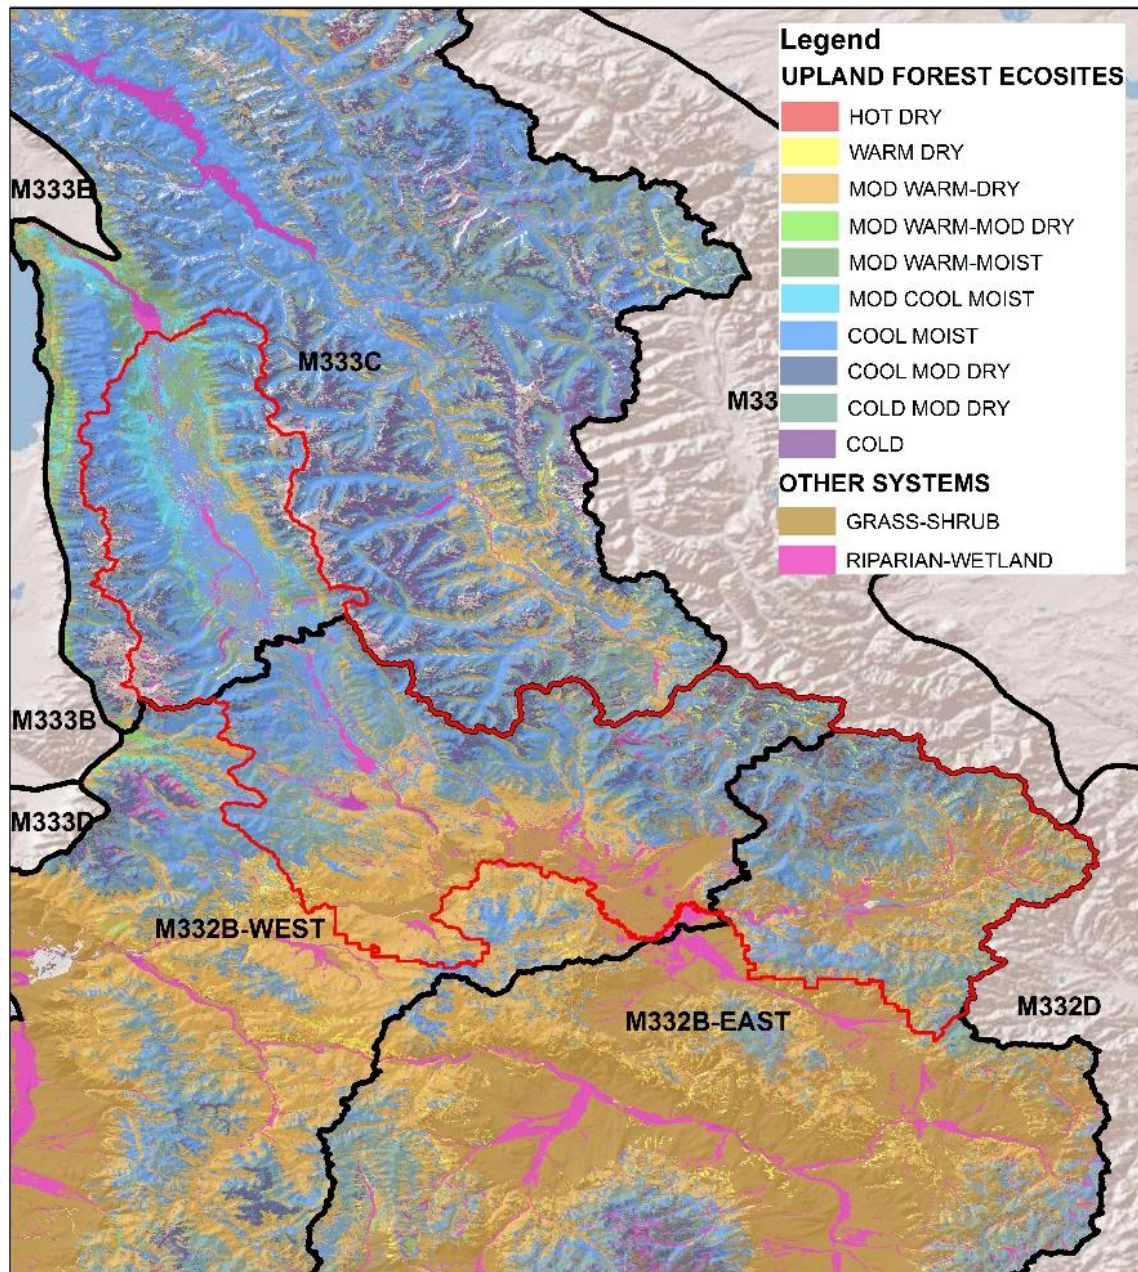 Legend
UPLAND FOREST ECOSITES
HOT DRY
WARM DRY
MOD WARM-DRY
MOD WARM-MOD DRY
MOD WARM-MOIST
MOD COOL MOIST
COOL MOIST
COOL MOD DRY
COLD MOD DRY
COLD
OTHER SYSTEMS
GRASS-SHRUB
RIPARIAN-WETLAND
M333B
M333C
M33
M333B
M333D
M332B-WEST
M332B-EAST
M332D